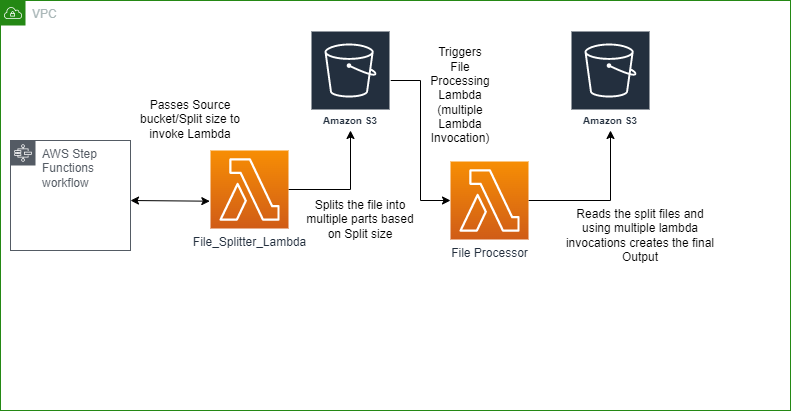 VPC
Passes Source
bucket/Split size to
invoke Lambda
AWS Step
Functions
workflow
File_Splitter_Lambda
Amazon S3
Splits the file into
multiple parts based
on Split size
Triggers
File
Processing
Lambda
(multiple
Lambda
Invocation)
File Processor
Amazon S3
Reads the split files and
using multiple lambda
invocations creates the final
Output